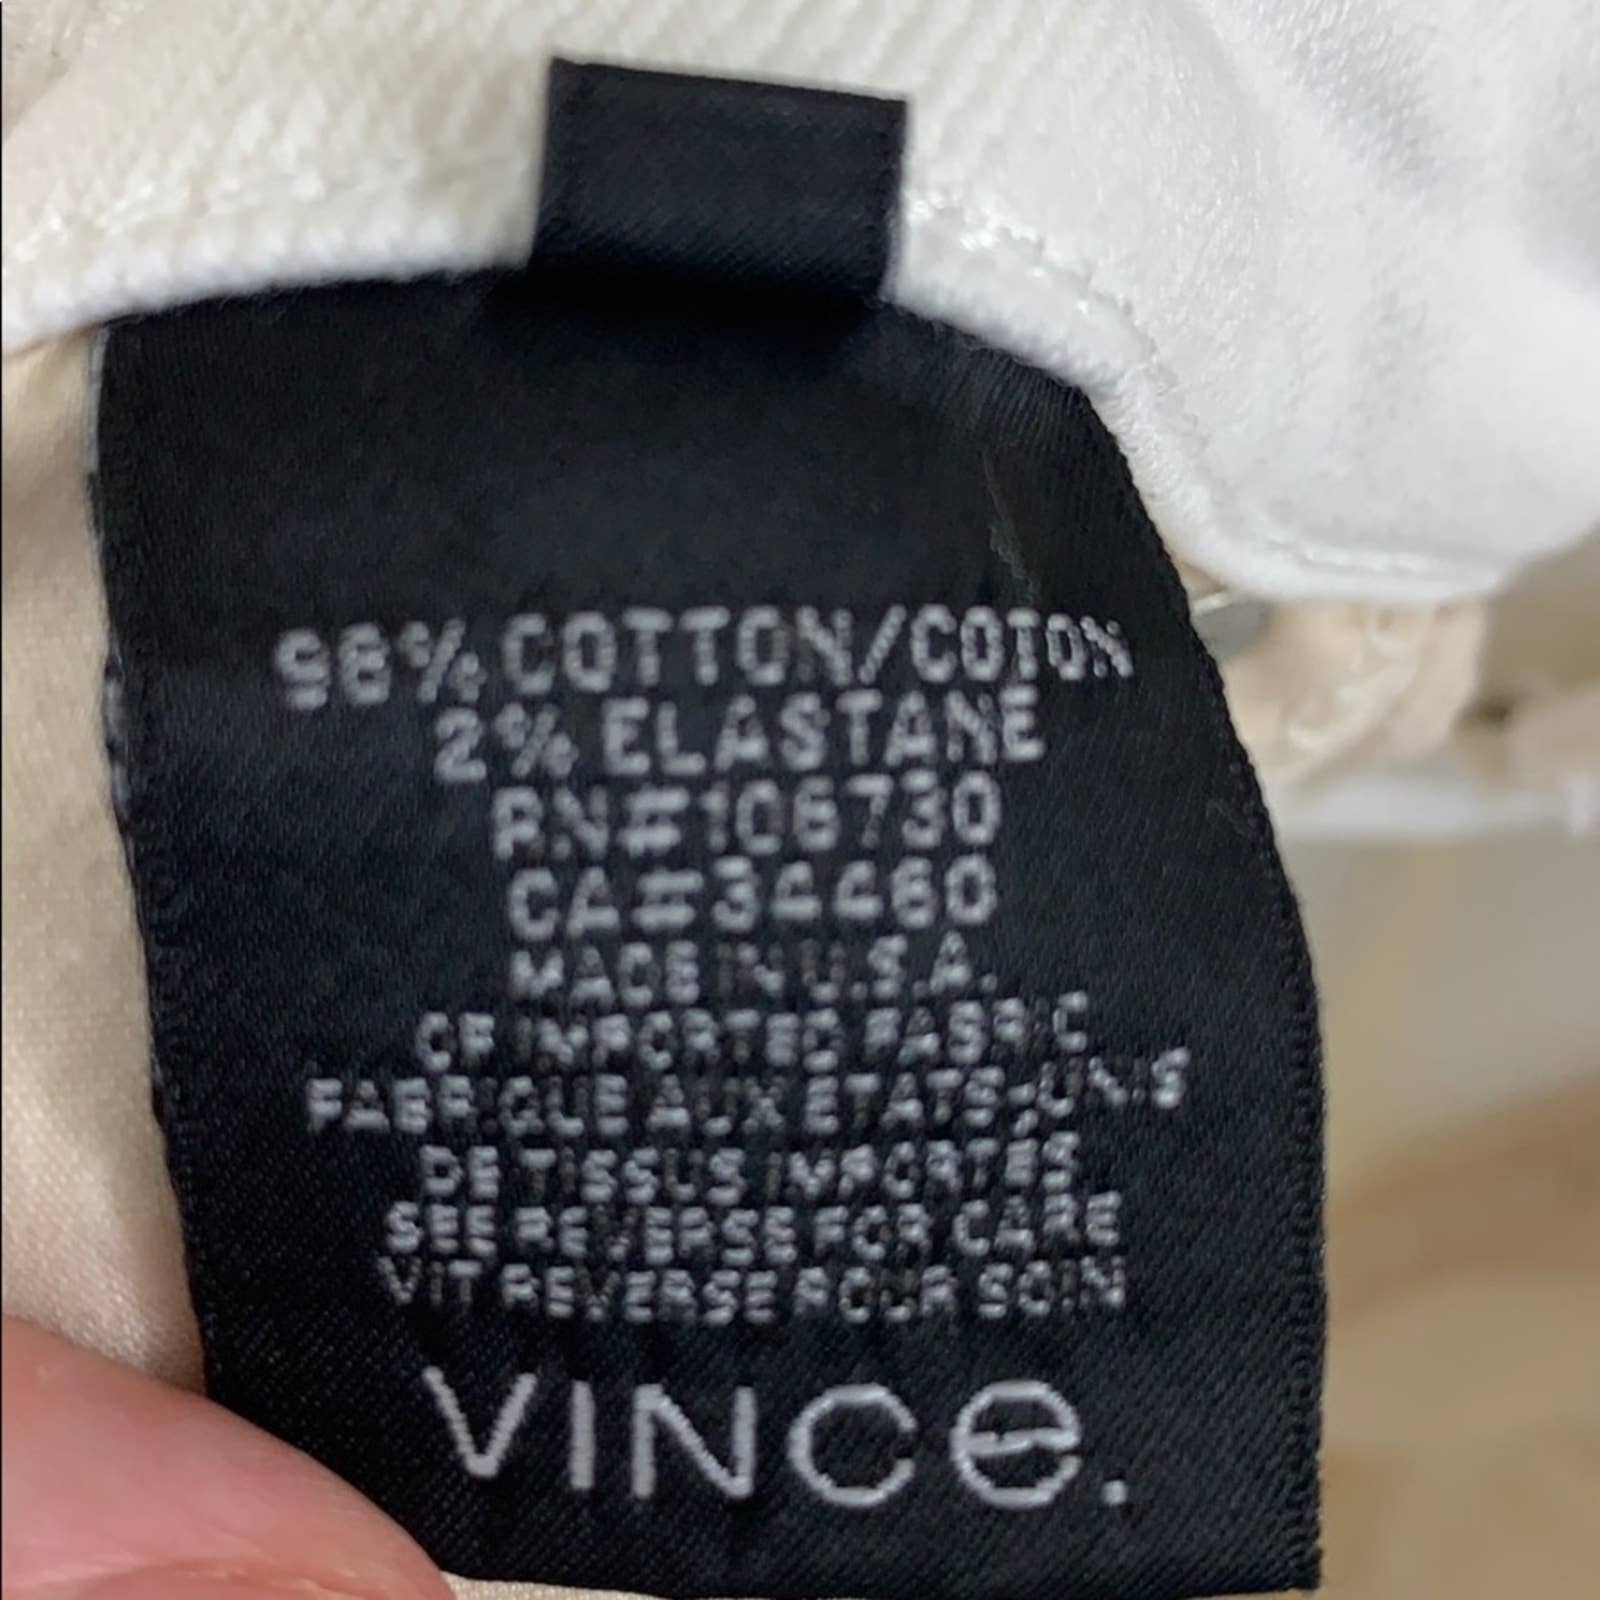 98% COTTON/COTON
2% ELASTANE
RN#106730
CA#34460
MADE IN U.S.A.
OF IMPORTED FABRIC
FABRIQUE AUX ETATS-UNIS
DE TISSUS IMPORTES
SEE REVERSE FOR CARE
VIT REVERSE POUR SOIN
VINCe.